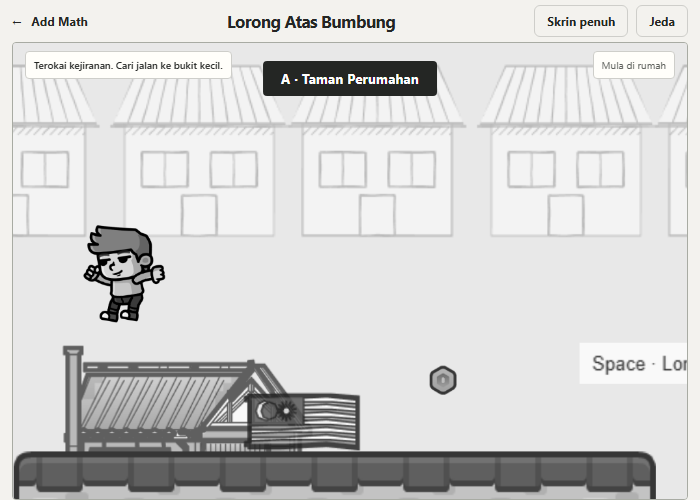 ← Add Math
Lorong Atas Bumbung
Skrin penuh
Jeda
Terokai kejiranan. Cari jalan ke bukit kecil.
A · Taman Perumahan
Mula di rumah
Space · Lor